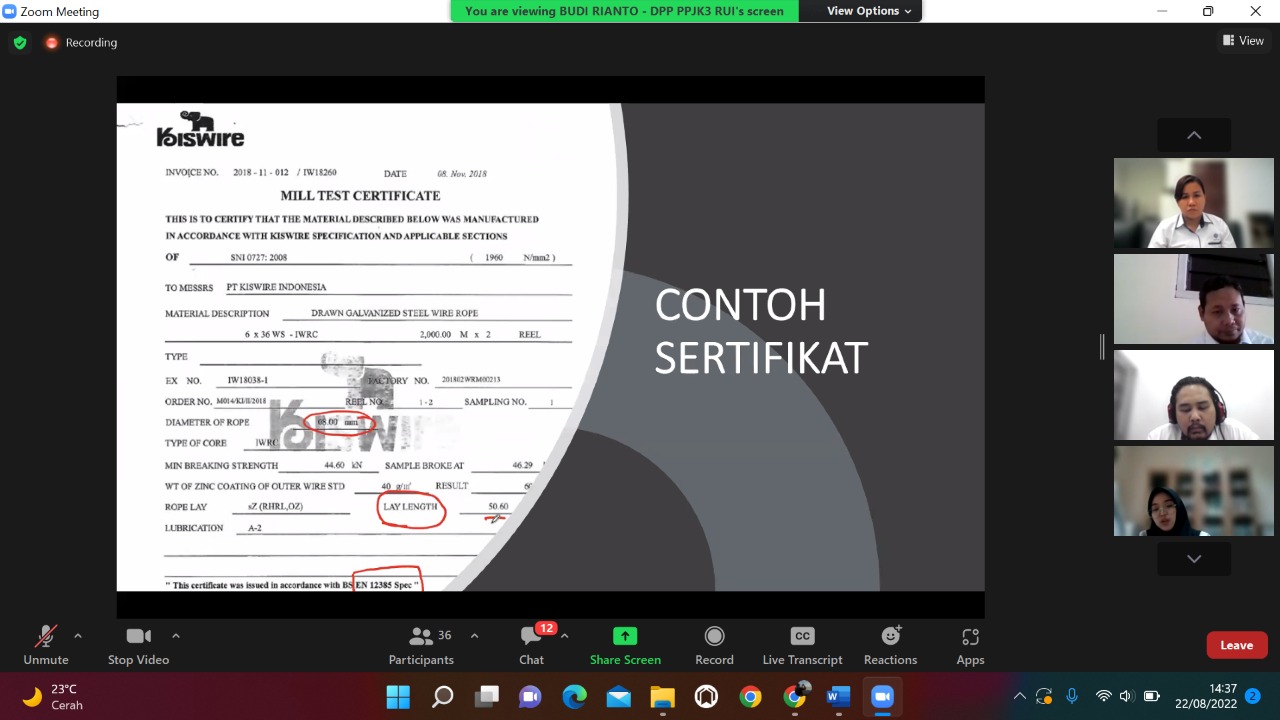 Zoom Meeting
You are viewing BUDI RIANTO - DPP PPJK3 RUI's screen
View Options
Recording
View
Kiswire
INVOICE NO. 2018 - 11 - 012 / IW18260 DATE 08. Nov. 2018
MILL TEST CERTIFICATE
THIS IS TO CERTIFY THAT THE MATERIAL DESCRIBED BELOW WAS MANUFACTURED
IN ACCORDANCE WITH KISWIRE SPECIFICATION AND APPLICABLE SECTIONS
OF SNI 0727: 2008 ( 1960 N/mm2 )
TO MESSRS PT KISWIRE INDONESIA
MATERIAL DESCRIPTION DRAWN GALVANIZED STEEL WIRE ROPE
6 x 36 WS - IWRC 2,000.00 M x 2 REEL
TYPE
EX NO. IW18038-1 FACTORY NO. 201802WRM00213
ORDER NO. M014/KI/II/2018 REEL NO. 1 - 2 SAMPLING NO. 1
DIAMETER OF ROPE 08.00 mm
TYPE OF CORE IWRC
MIN BREAKING STRENGTH 44.60 kN SAMPLE BROKE AT 46.29
WT OF ZINC COATING OF OUTER WIRE STD 40 g/m² RESULT 60
ROPE LAY sZ (RHRL,OZ) LAY LENGTH 50.60
LUBRICATION A-2
" This certificate was issued in accordance with BS EN 12385 Spec "
CONTOH
SERTIFIKAT
Unmute
Stop Video
36
Participants
12
Chat
Share Screen
Record
CC
Live Transcript
Reactions
Apps
Leave
23°C
Cerah
14:37
22/08/2022
2